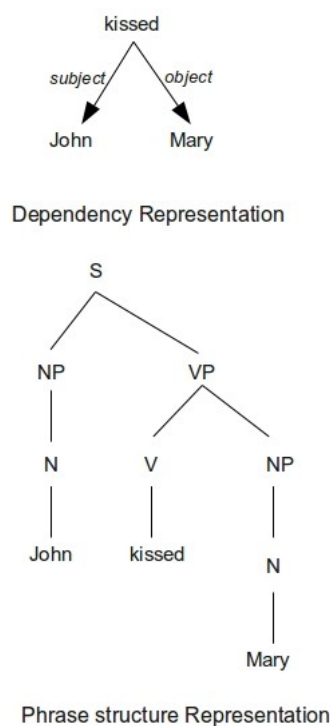 kissed
subject object
John Mary
Dependency Representation
S
NP VP
N V NP
John kissed N
Mary
Phrase structure Representation